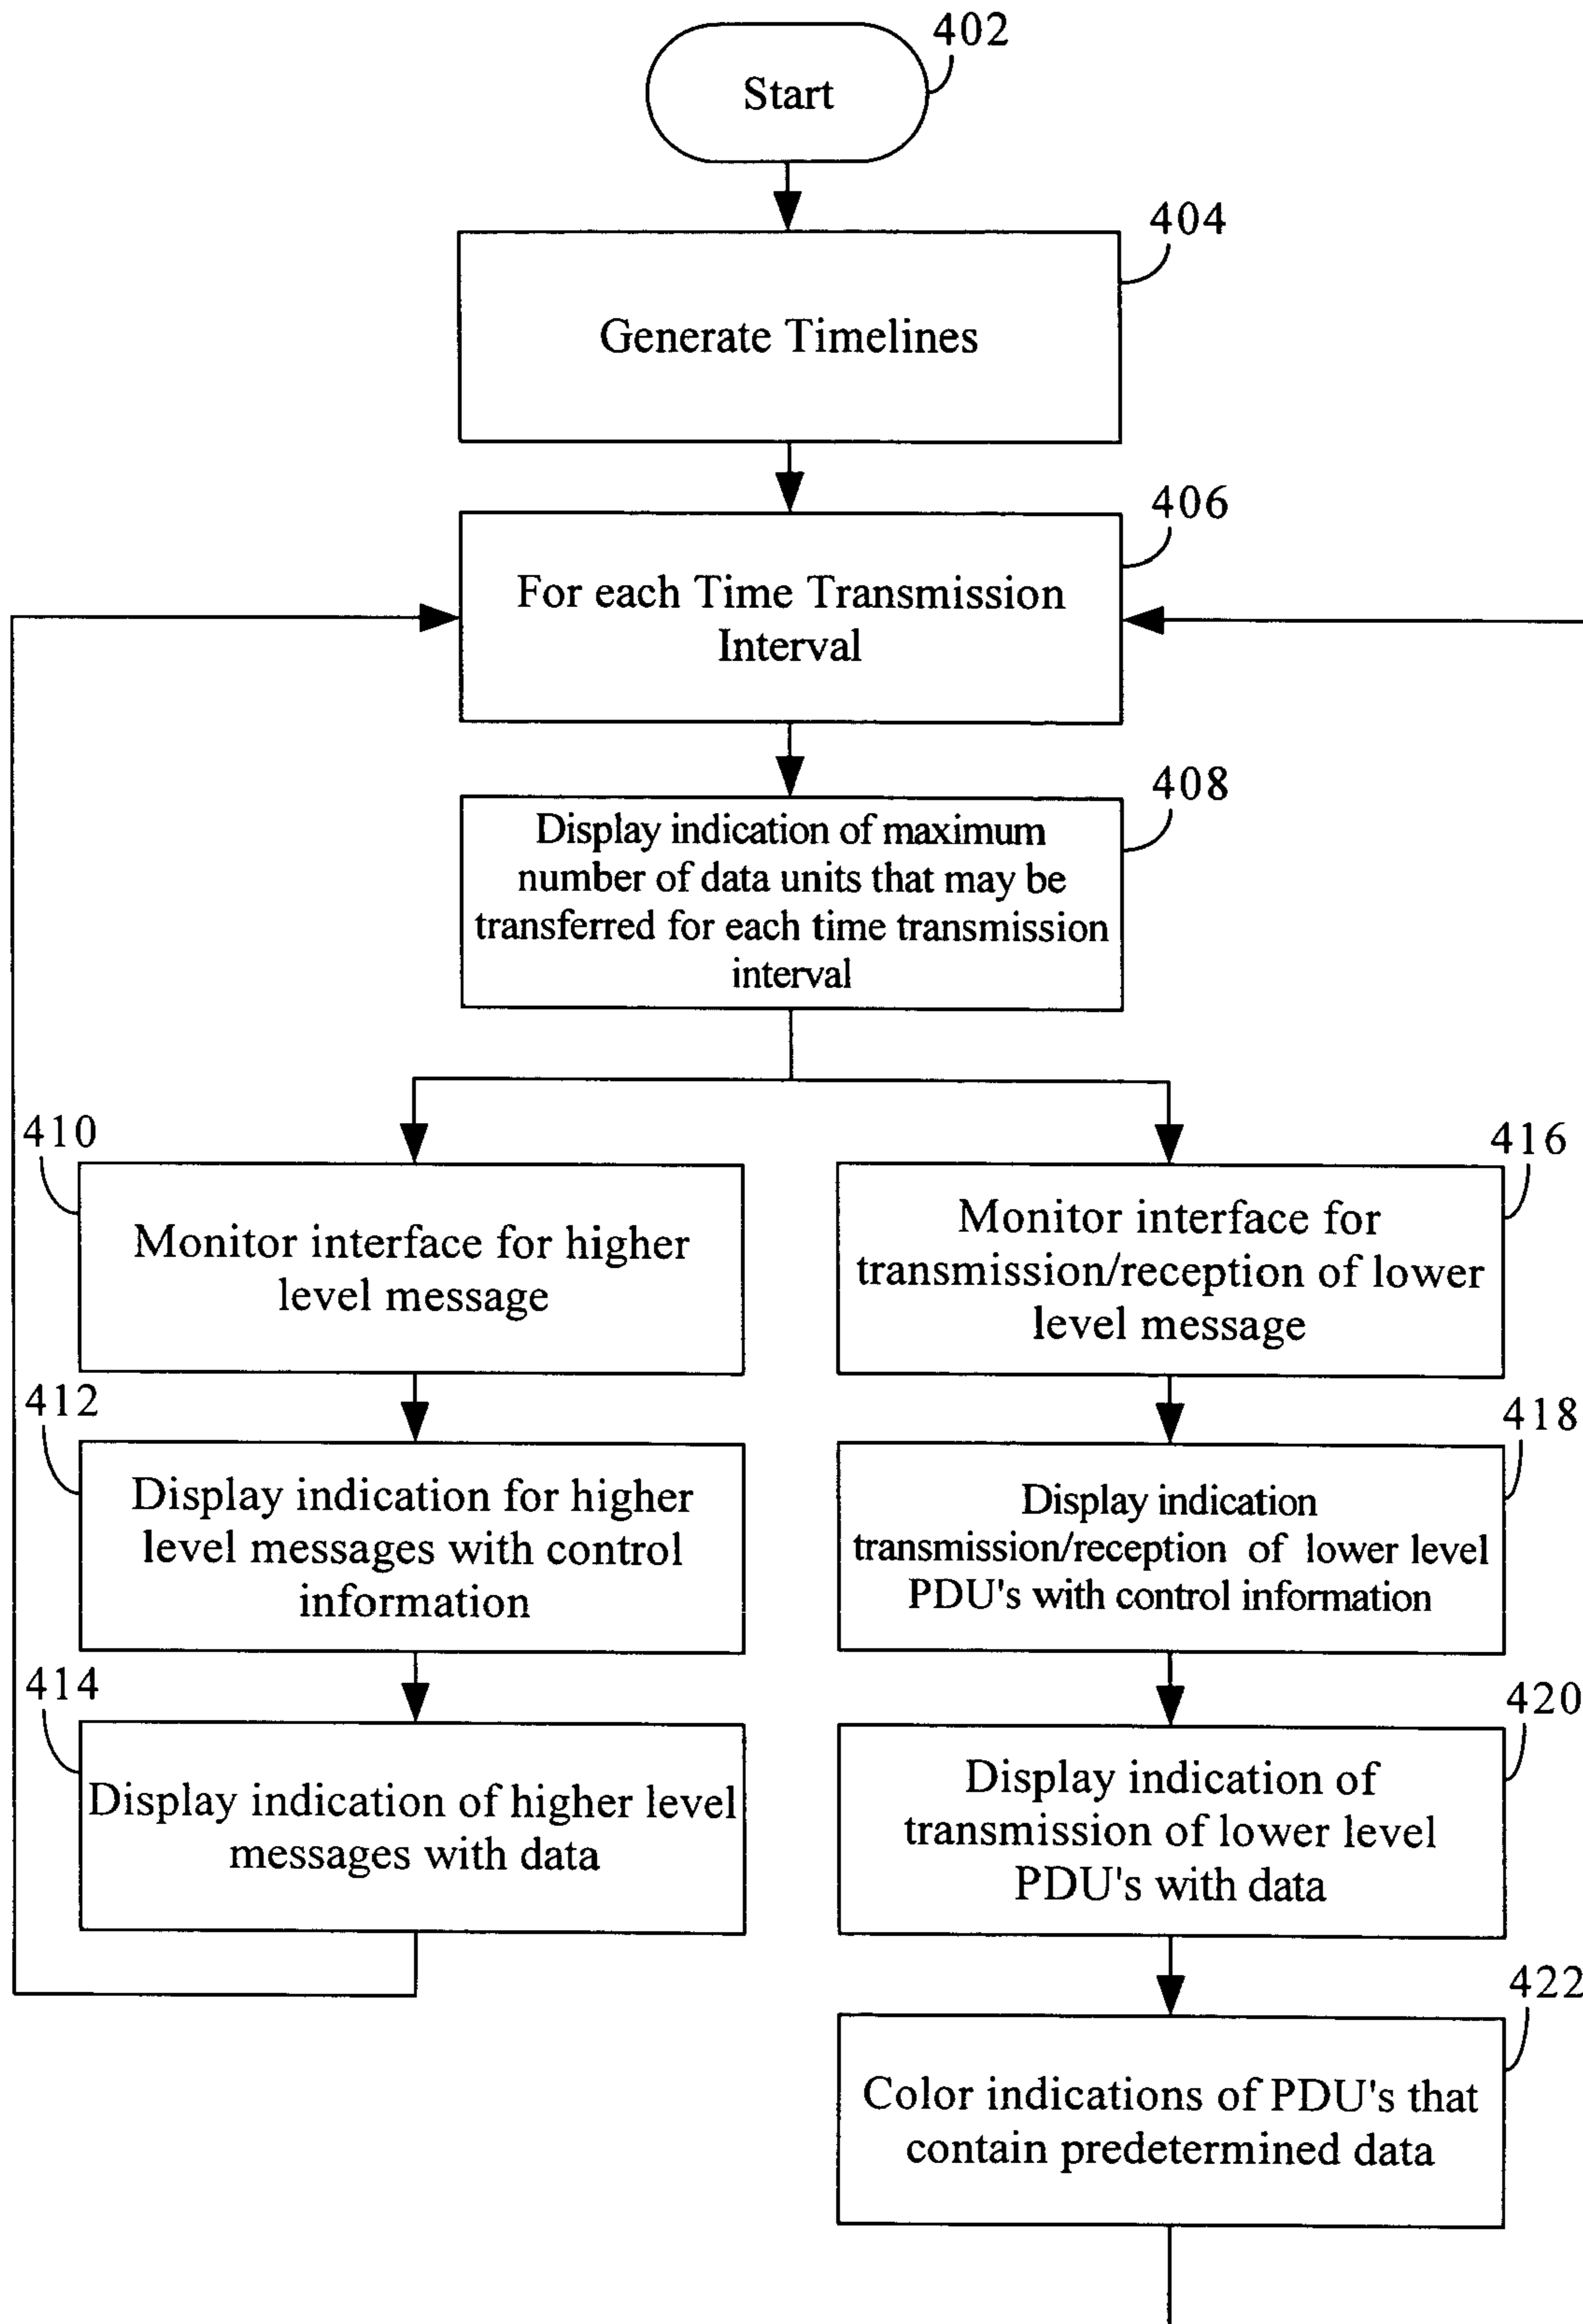 402
Start
404
Generate Timelines
406
For each Time Transmission
Interval
408
Display indication of maximum
number of data units that may be
transferred for each time transmission
interval
410
Monitor interface for higher
level message
412
Display indication for higher
level messages with control
information
414
Display indication of higher level
messages with data
416
Monitor interface for
transmission/reception of lower
level message
418
Display indication
transmission/reception of lower level
PDU's with control information
420
Display indication of
transmission of lower level
PDU's with data
422
Color indications of PDU's that
contain predetermined data